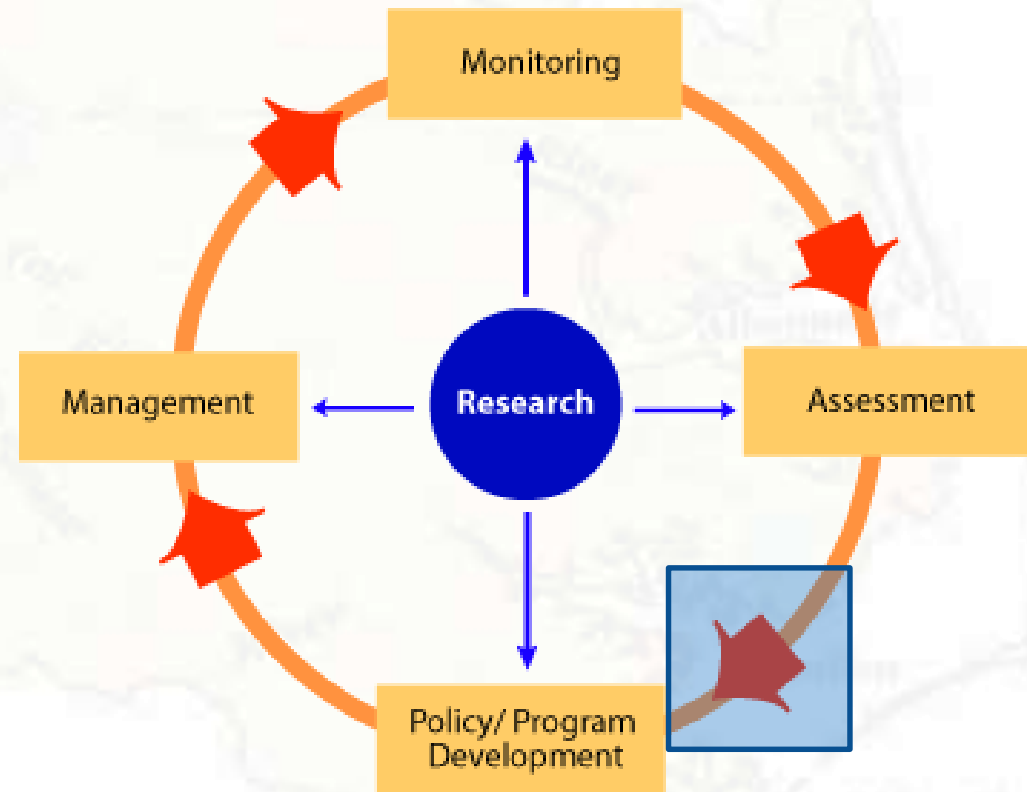 Monitoring
Management
Research
Assessment
Policy/ Program
Development